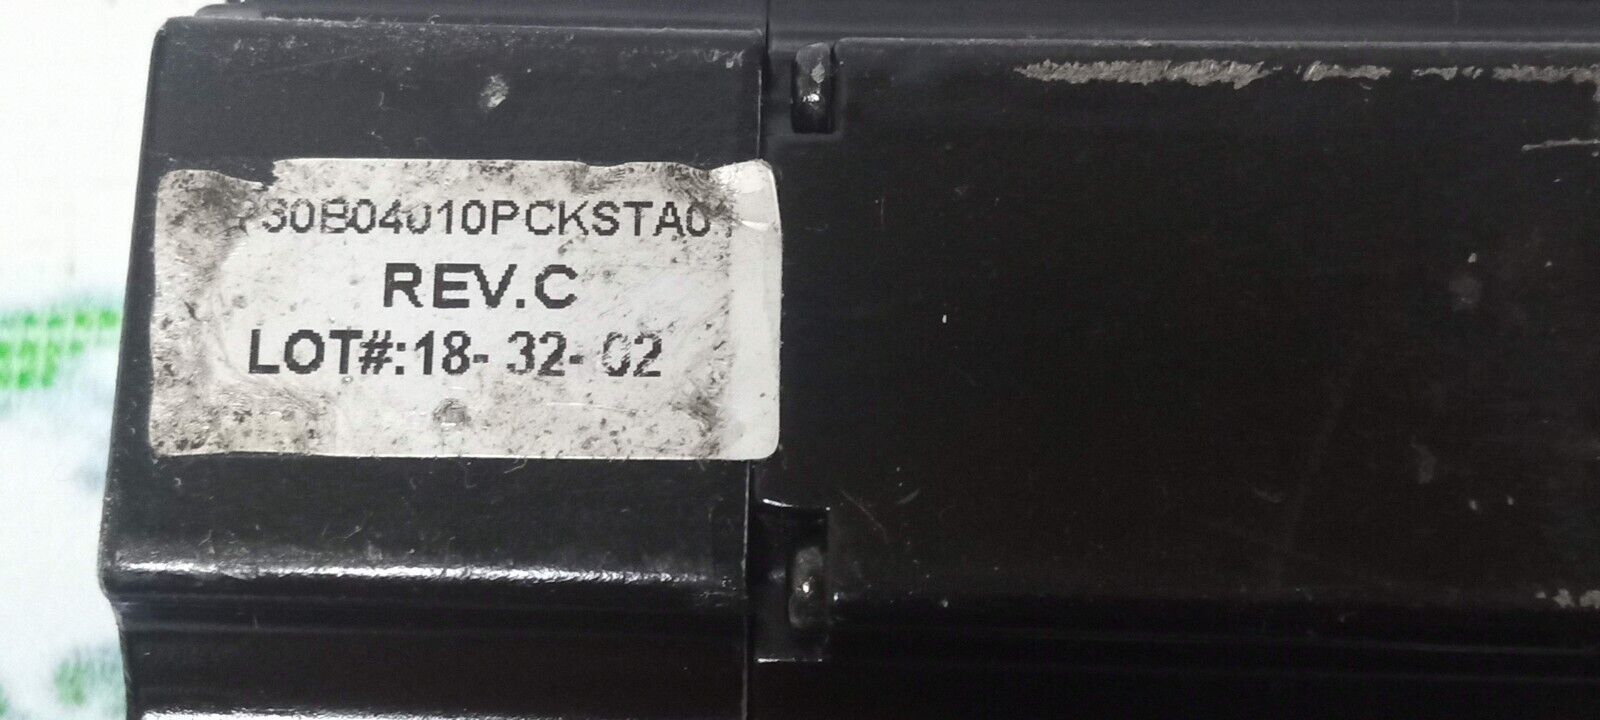 30B04010PCKSTA0
REV.C
LOT#:18- 32- 02